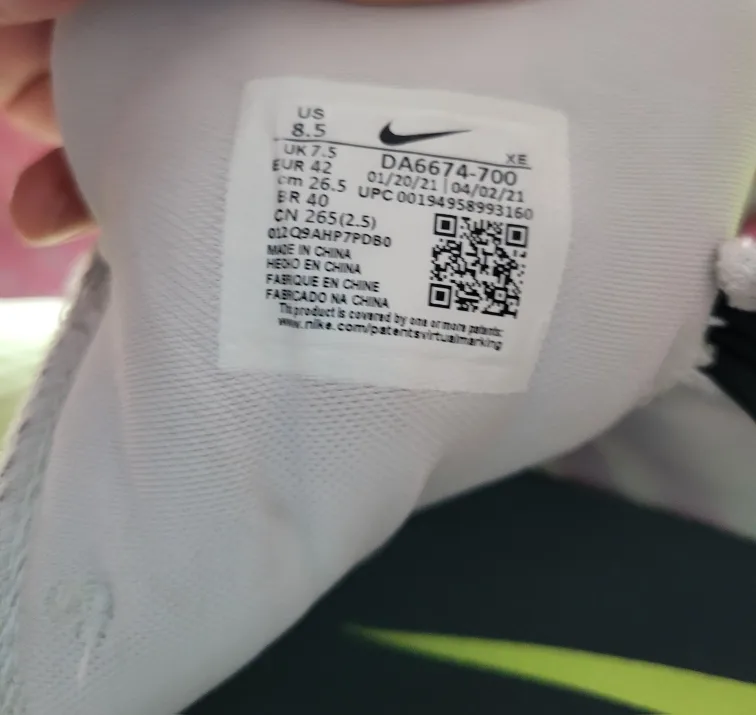 US
8.5
UK 7.5
EUR 42
cm 26.5
BR 40
CN 265(2.5)
012Q9AHP7PDB0
MADE IN CHINA
HECHO EN CHINA
FABRIQUE EN CHINE
FABRICADO NA CHINA
XE
DA6674-700
01/20/21 | 04/02/21
UPC 00194958993160
This product is covered by one or more patents:
www.nike.com/patentsvirtualmarking